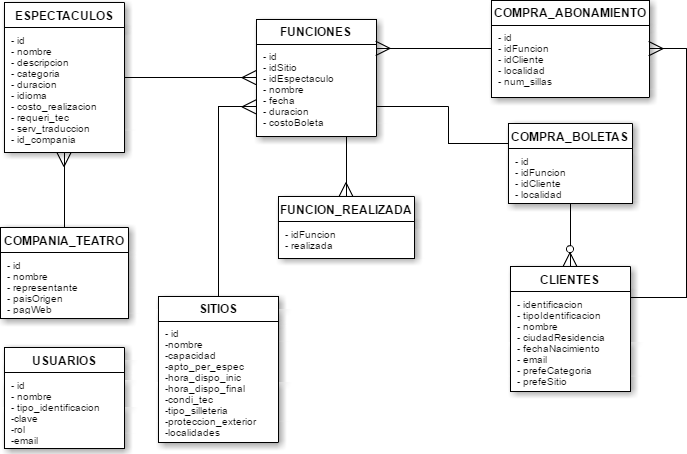 ESPECTACULOS
- id
- nombre
- descripcion
- categoria
- duracion
- idioma
- costo_realizacion
- requeri_tec
- serv_traduccion
- id_compania
FUNCIONES
- id
- idSitio
- idEspectaculo
- nombre
- fecha
- duracion
- costoBoleta
COMPRA_ABONAMIENTO
- id
- idFuncion
- idCliente
- localidad
- num_sillas
COMPRA_BOLETAS
- id
- idFuncion
- idCliente
- localidad
FUNCION_REALIZADA
- idFuncion
- realizada
COMPANIA_TEATRO
- id
- nombre
- representante
- paisOrigen
- pagWeb
SITIOS
- id
-nombre
-capacidad
-apto_per_espec
-hora_dispo_inic
-hora_dispo_final
-condi_tec
-tipo_silleteria
-proteccion_exterior
-localidades
CLIENTES
- identificacion
- tipoIdentificacion
- nombre
- ciudadResidencia
- fechaNacimiento
- email
- prefeCategoria
- prefeSitio
USUARIOS
- id
- nombre
- tipo_identificacion
-clave
-rol
-email